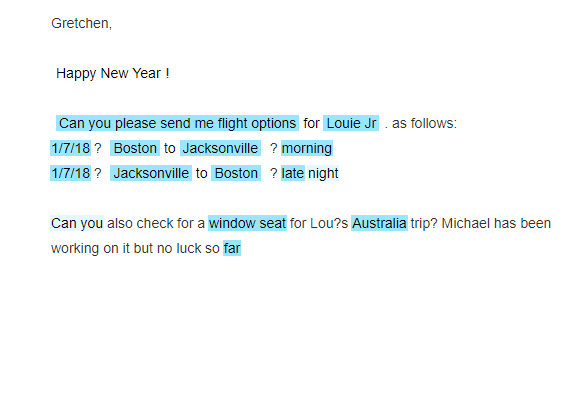 Gretchen,
Happy New Year !
Can you please send me flight options for Louie Jr . as follows:
1/7/18 ? Boston to Jacksonville ? morning
1/7/18 ? Jacksonville to Boston ? late night
Can you also check for a window seat for Lou?s Australia trip? Michael has been
working on it but no luck so far